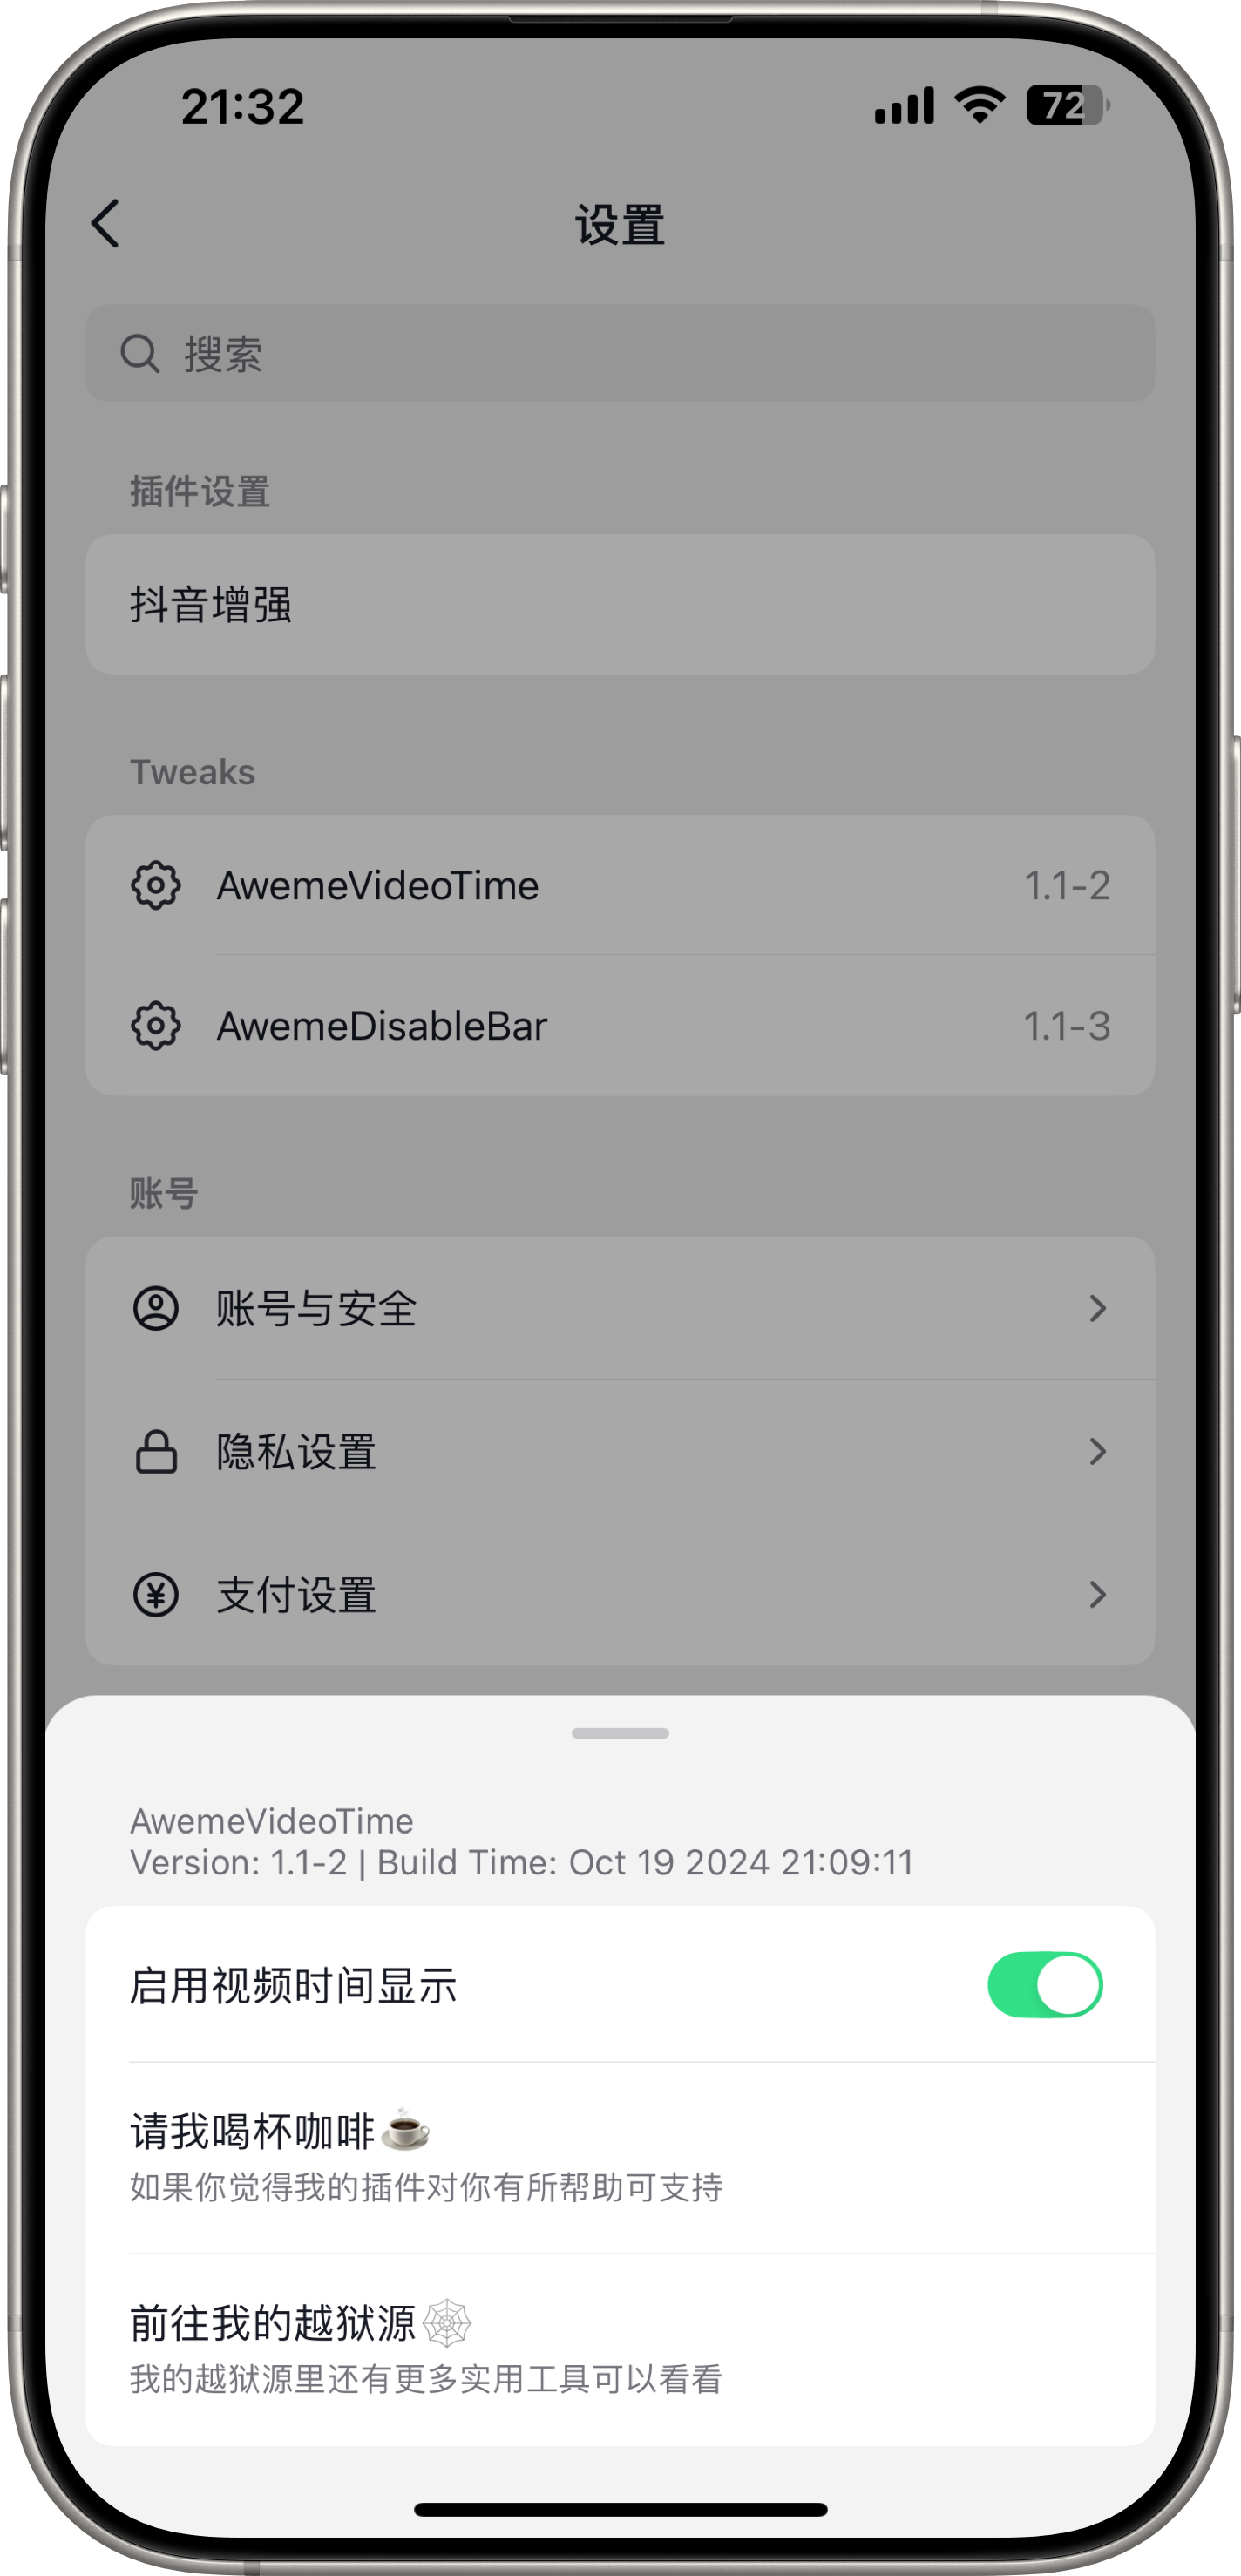 21:32
72
设置
搜索
插件设置
抖音增强
Tweaks
AwemeVideoTime 1.1-2
AwemeDisableBar 1.1-3
账号
账号与安全
隐私设置
支付设置
AwemeVideoTime
Version: 1.1-2 | Build Time: Oct 19 2024 21:09:11
启用视频时间显示
请我喝杯咖啡☕
如果你觉得我的插件对你有所帮助可支持
前往我的越狱源🕸
我的越狱源里还有更多实用工具可以看看